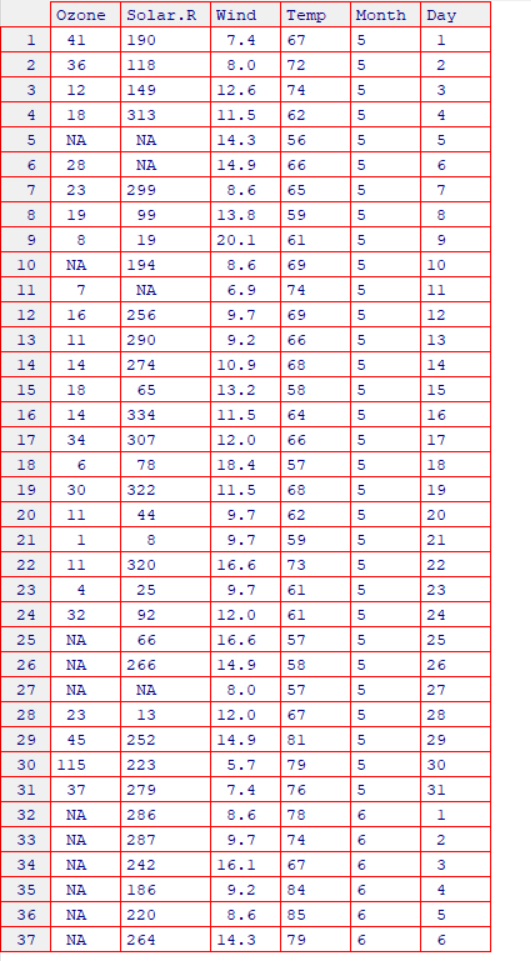 Ozone Solar.R Wind Temp Month Day
1 41 190 7.4 67 5 1
2 36 118 8.0 72 5 2
3 12 149 12.6 74 5 3
4 18 313 11.5 62 5 4
5 NA NA 14.3 56 5 5
6 28 NA 14.9 66 5 6
7 23 299 8.6 65 5 7
8 19 99 13.8 59 5 8
9 8 19 20.1 61 5 9
10 NA 194 8.6 69 5 10
11 7 NA 6.9 74 5 11
12 16 256 9.7 69 5 12
13 11 290 9.2 66 5 13
14 14 274 10.9 68 5 14
15 18 65 13.2 58 5 15
16 14 334 11.5 64 5 16
17 34 307 12.0 66 5 17
18 6 78 18.4 57 5 18
19 30 322 11.5 68 5 19
20 11 44 9.7 62 5 20
21 1 8 9.7 59 5 21
22 11 320 16.6 73 5 22
23 4 25 9.7 61 5 23
24 32 92 12.0 61 5 24
25 NA 66 16.6 57 5 25
26 NA 266 14.9 58 5 26
27 NA NA 8.0 57 5 27
28 23 13 12.0 67 5 28
29 45 252 14.9 81 5 29
30 115 223 5.7 79 5 30
31 37 279 7.4 76 5 31
32 NA 286 8.6 78 6 1
33 NA 287 9.7 74 6 2
34 NA 242 16.1 67 6 3
35 NA 186 9.2 84 6 4
36 NA 220 8.6 85 6 5
37 NA 264 14.3 79 6 6